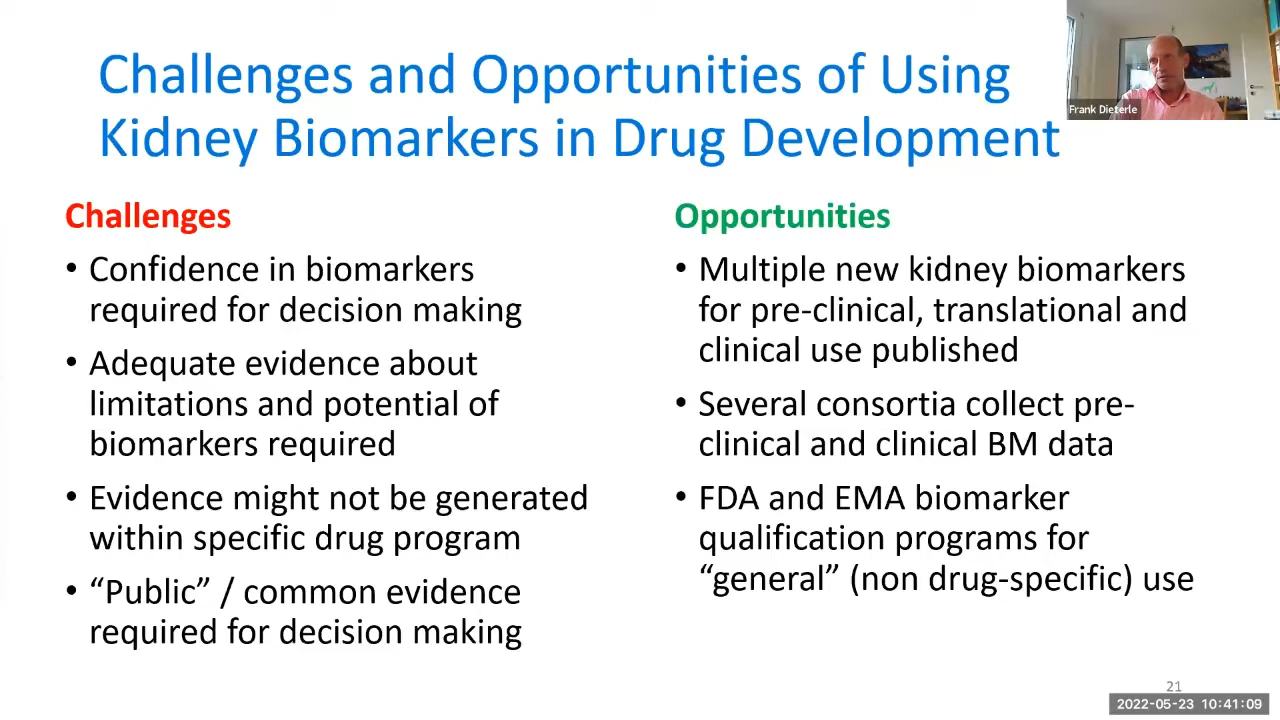 Challenges and Opportunities of Using
Kidney Biomarkers in Drug Development
Frank Dieterle
Challenges
• Confidence in biomarkers
required for decision making
• Adequate evidence about
limitations and potential of
biomarkers required
• Evidence might not be generated
within specific drug program
• “Public” / common evidence
required for decision making
Opportunities
• Multiple new kidney biomarkers
for pre-clinical, translational and
clinical use published
• Several consortia collect pre-
clinical and clinical BM data
• FDA and EMA biomarker
qualification programs for
“general” (non drug-specific) use
21
2022-05-23 10:41:09